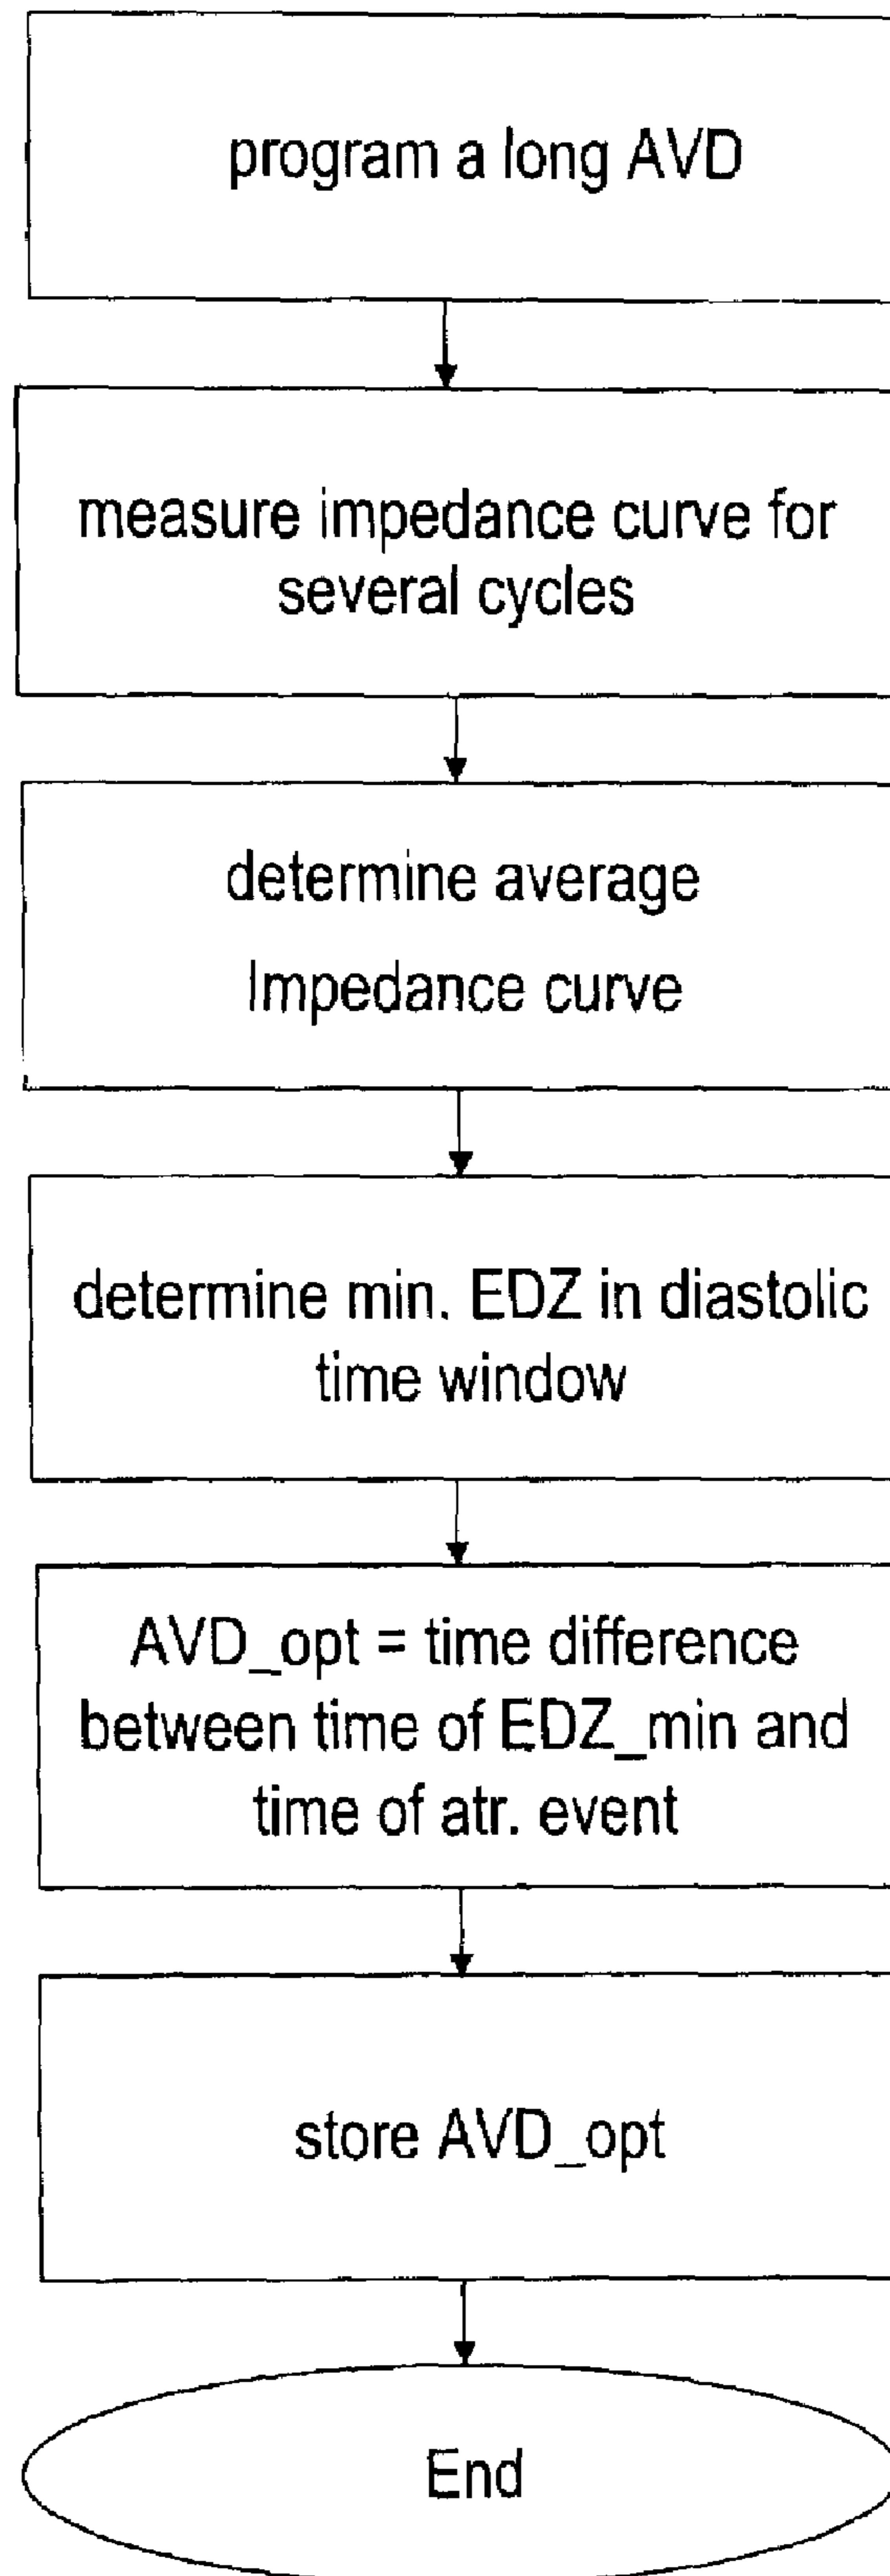 program a long AVD
measure impedance curve for
several cycles
determine average
Impedance curve
determine min. EDZ in diastolic
time window
AVD_opt = time difference
between time of EDZ_min and
time of atr. event
store AVD_opt
End